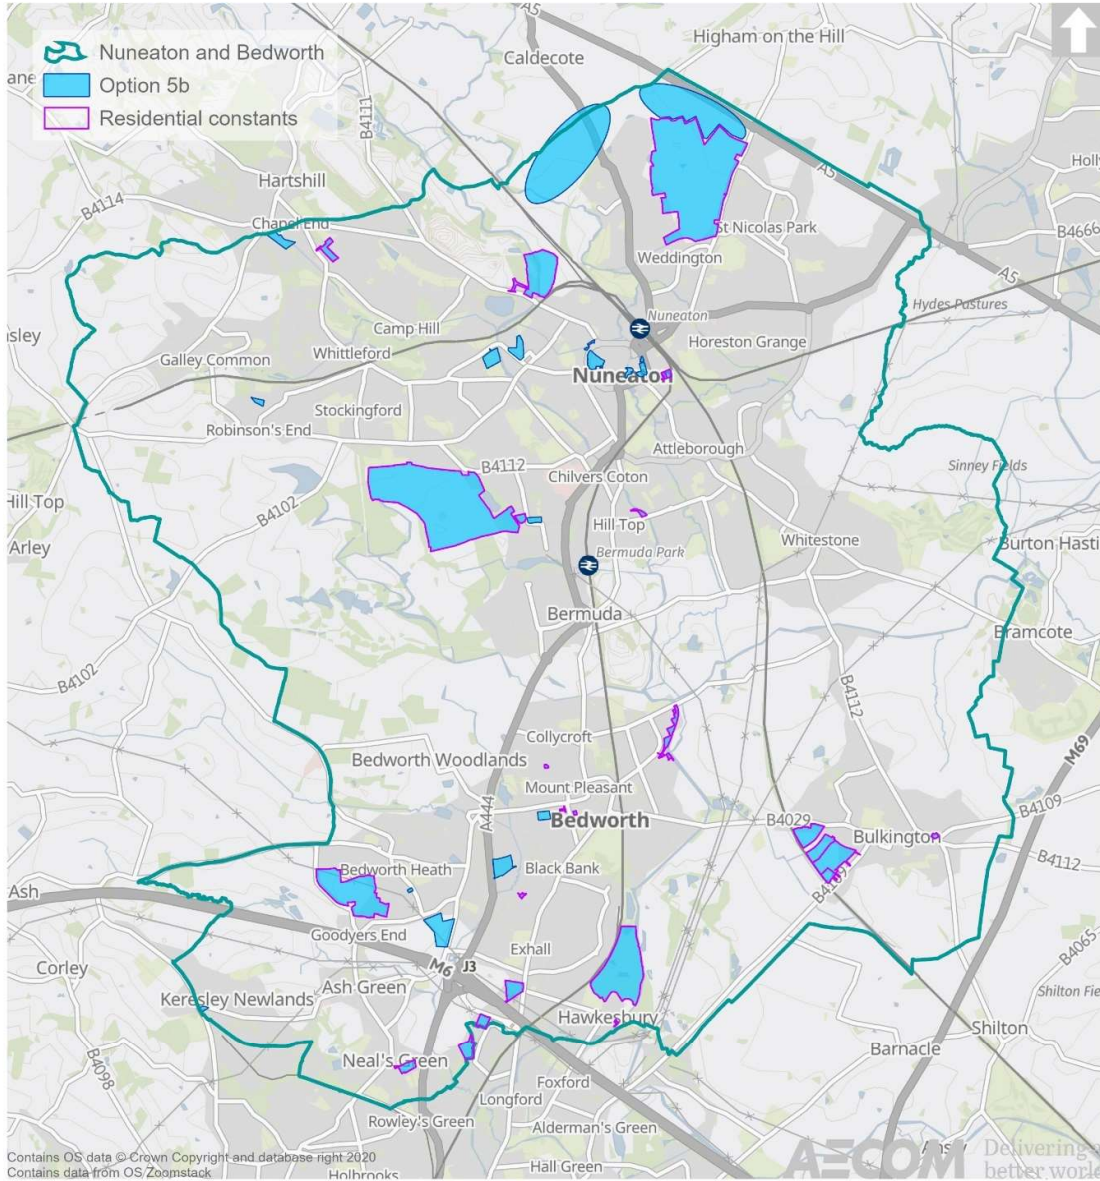 Nuneaton and Bedworth
Option 5b
Residential constants
A5
Higham on the Hill
Caldecote
B4111
Hartshill
B4114
Chapel End
A5
St Nicolas Park
Weddington
B4666
A5
Hydes Pastures
Nuneaton
Camp Hill
Horeston Grange
Galley Common
Whittleford
Nuneaton
Stockingford
Robinson's End
Attleborough
B4112
Chilvers Coton
Sinney Fields
Hill Top
B4102
Hill Top
Arley
Whitestone
Burton Hasti
Bermuda Park
Bermuda
Bramcote
B4102
B4112
Collycroft
M69
Bedworth Woodlands
Mount Pleasant
A444
Bedworth
B4029
B4109
Bulkington
B4112
Bedworth Heath
Black Bank
Ash
B4109
Goodyers End
Exhall
B4065
Corley
M6
J3
Ash Green
Shilton Fie
Keresley Newlands
Hawkesbury
Shilton
Neal's Green
Barnacle
B4098
Foxford
Longford
Rowley's Green
Alderman's Green
Hall Green
Holbrooks
Contains OS data © Crown Copyright and database right 2020
Contains data from OS Zoomstack
AECOM
Delivering a
better world